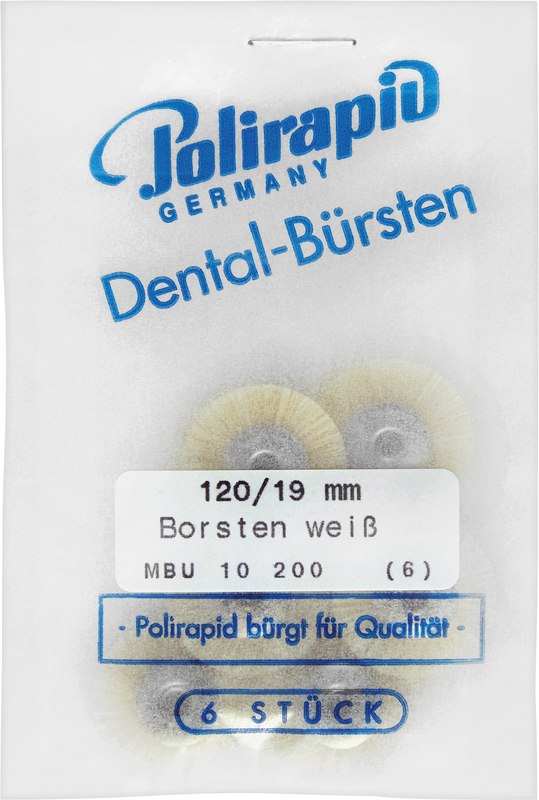 Polirapid
GERMANY
Dental-Bürsten
120/19 mm
Borsten weiß
MBU 10 200 (6)
- Polirapid bürgt für Qualität -
6 STÜCK